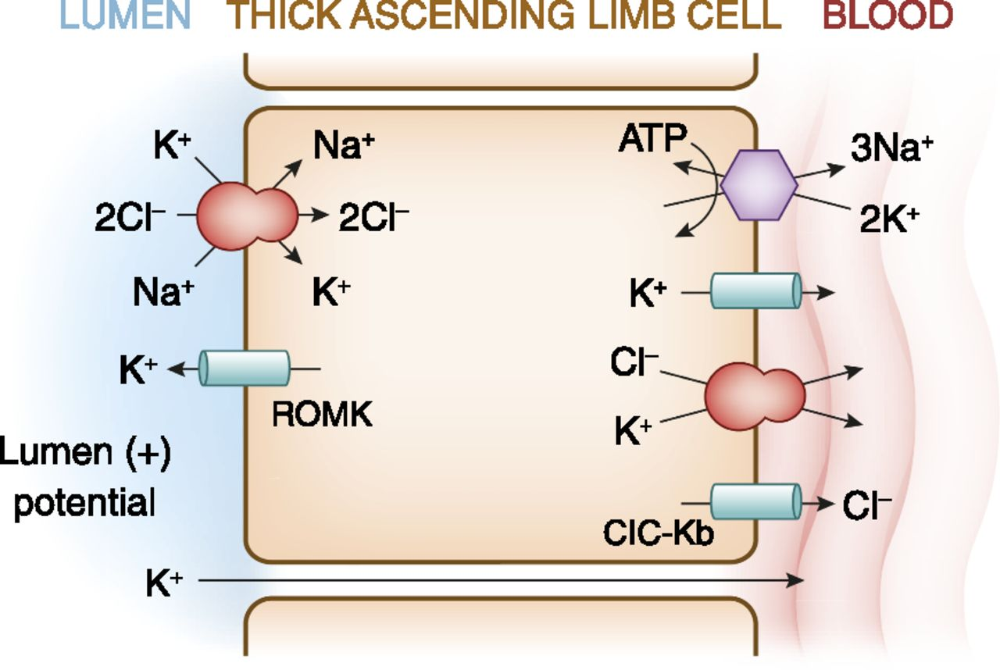 LUMEN THICK ASCENDING LIMB CELL BLOOD
K⁺ Na⁺ ATP 3Na⁺
2Cl⁻ 2Cl⁻ 2K⁺
Na⁺ K⁺ K⁺
K⁺ Cl⁻
ROMK K⁺
Lumen (+)
potential Cl⁻
ClC-Kb
K⁺